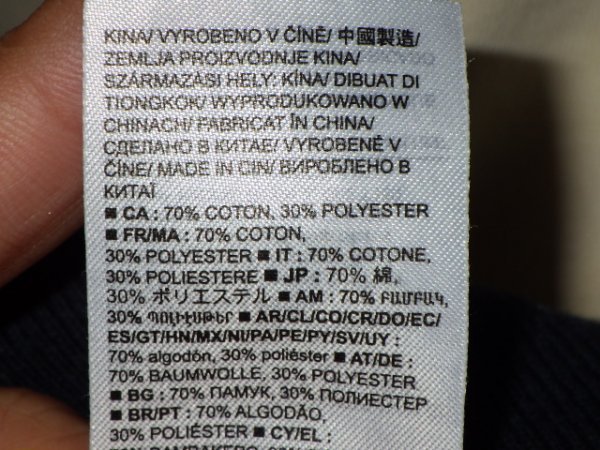 KINA/ VYROBENO V ČÍNĚ/ 中國製造/
ZEMLJA PROIZVODNJE KINA/
SZÁRMAZÁSI HELY: KÍNA/ DIBUAT DI
TIONGKOK/ WYPRODUKOWANO W
CHINACH/ FABRICAT ÎN CHINA/
СДЕЛАНО В КИТАЕ/ VYROBENÉ V
ČÍNE/ MADE IN CIN/ ВИРОБЛЕНО В
КИТАЇ
■ CA : 70% COTON, 30% POLYESTER
■ FR/MA : 70% COTON,
30% POLYESTER ■ IT : 70% COTONE,
30% POLIESTERE ■ JP : 70% 綿,
30% ポリエステル ■ AM : 70% ԲԱՄԲԱԿ,
30% ՊՈԼԻԷՍԹԵՐ ■ AR/CL/CO/CR/DO/EC/
ES/GT/HN/MX/NI/PA/PE/PY/SV/UY :
70% algodón, 30% poliéster ■ AT/DE :
70% BAUMWOLLE, 30% POLYESTER
■ BG : 70% ПАМУК, 30% ПОЛИЕСТЕР
■ BR/PT : 70% ALGODÃO,
30% POLIÉSTER ■ CY/EL :